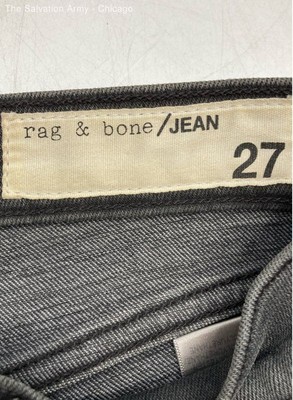 The Salvation Army - Chicago
rag & bone/JEAN
27